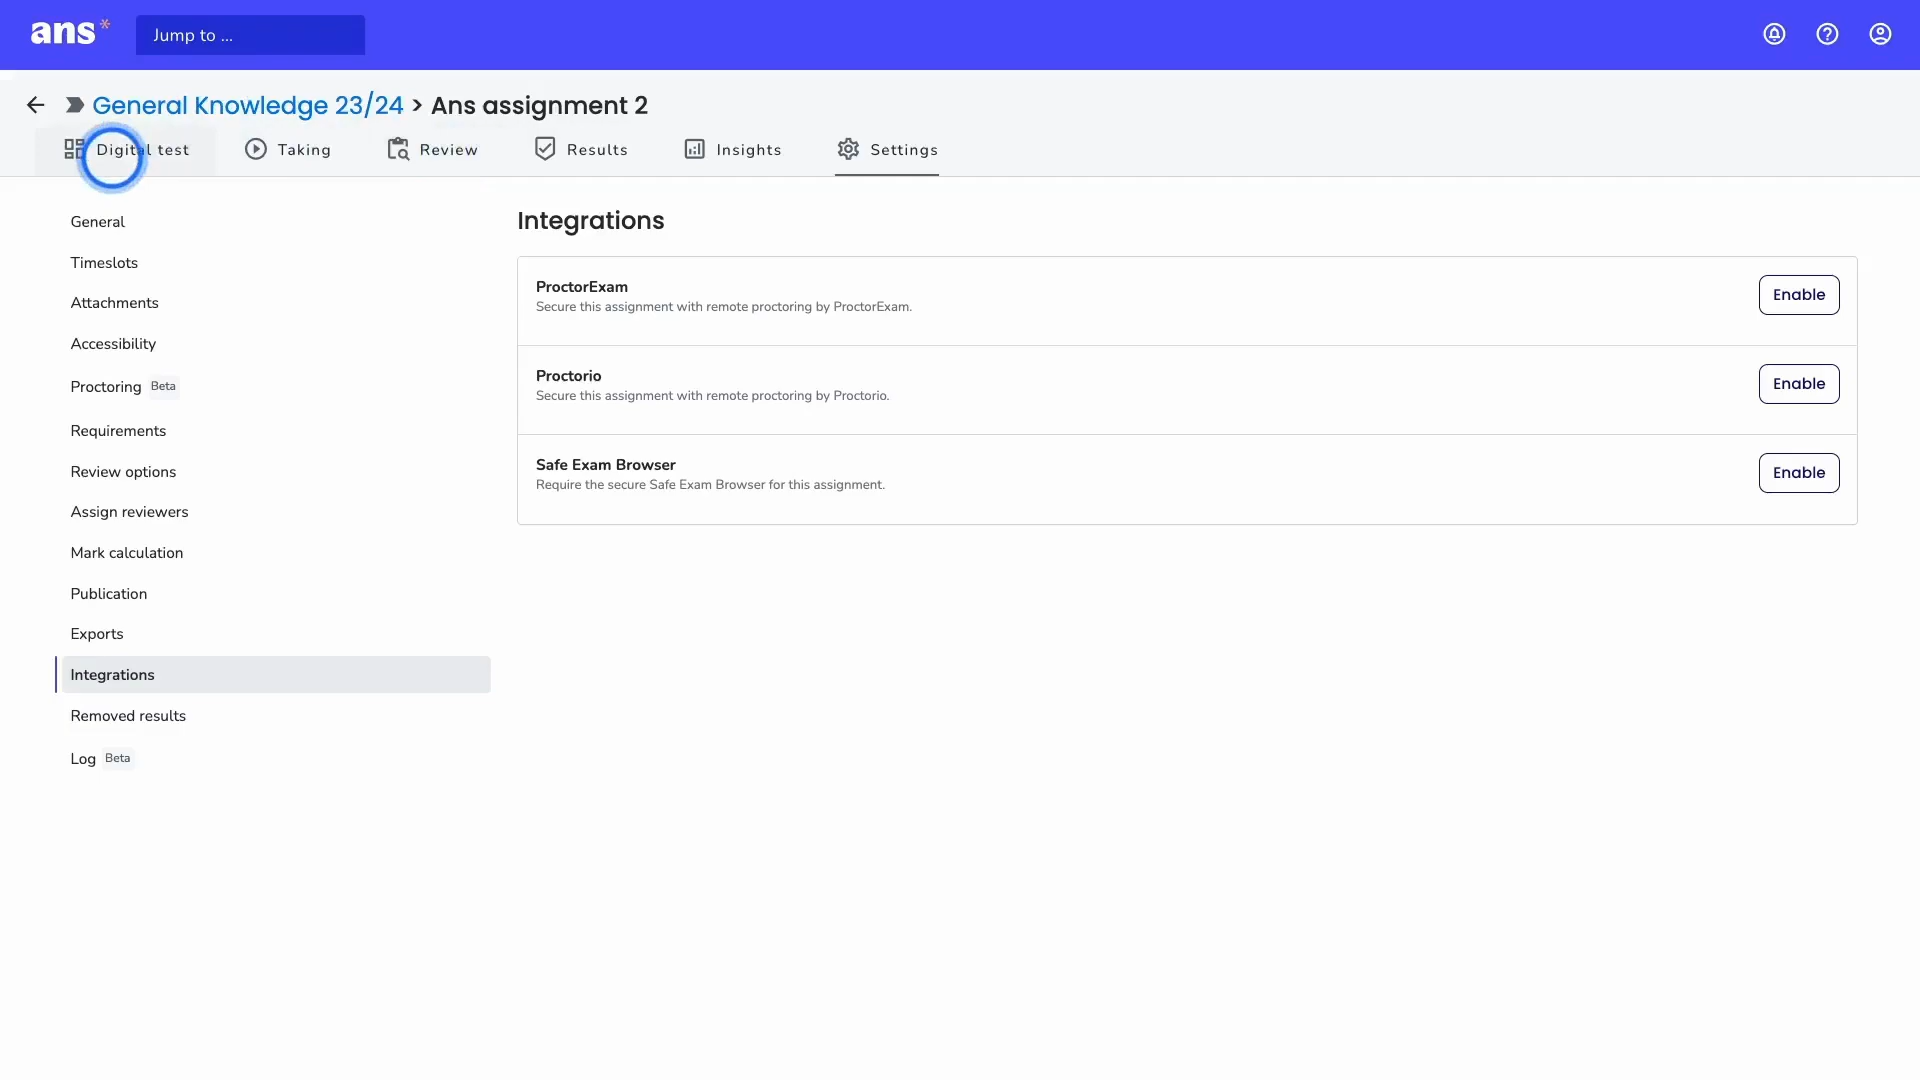 ans*
Jump to ...
General Knowledge 23/24 > Ans assignment 2
Digital test
Taking
Review
Results
Insights
Settings
General
Timeslots
Attachments
Accessibility
Proctoring Beta
Requirements
Review options
Assign reviewers
Mark calculation
Publication
Exports
Integrations
Removed results
Log Beta
Integrations
ProctorExam
Secure this assignment with remote proctoring by ProctorExam.
Enable
Proctorio
Secure this assignment with remote proctoring by Proctorio.
Enable
Safe Exam Browser
Require the secure Safe Exam Browser for this assignment.
Enable